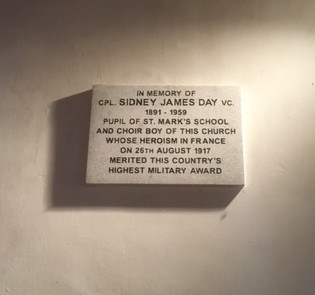 IN MEMORY OF
CPL. SIDNEY JAMES DAY VC.
1891 - 1959
PUPIL OF ST. MARK'S SCHOOL
AND CHOIR BOY OF THIS CHURCH
WHOSE HEROISM IN FRANCE
ON 26TH AUGUST 1917
MERITED THIS COUNTRY'S
HIGHEST MILITARY AWARD